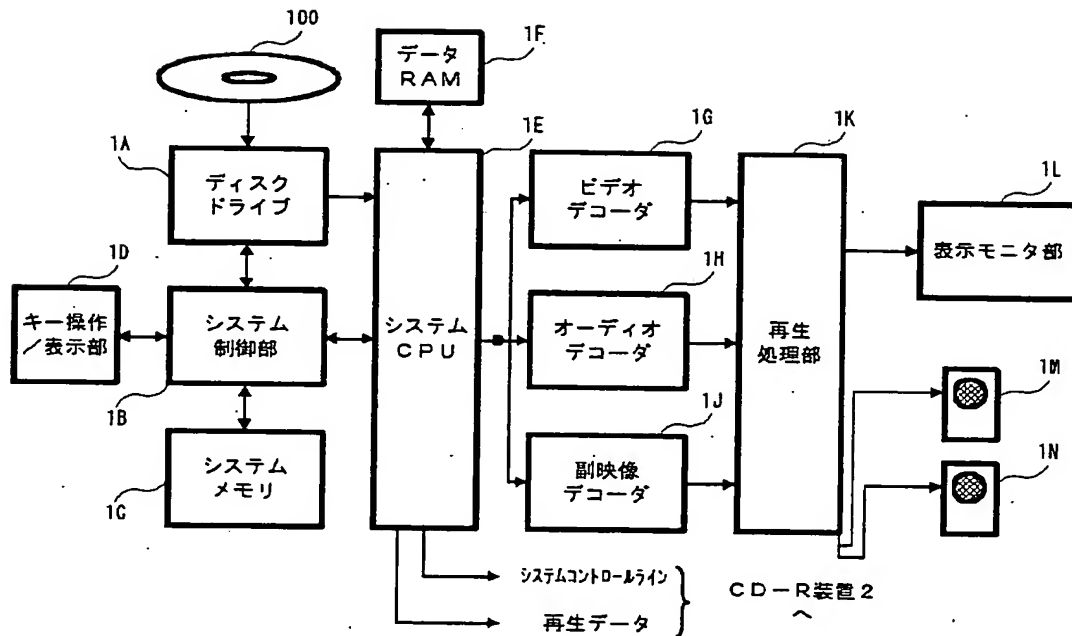 100
データ
RAM
1F
1A
ディスク
ドライブ
1E
1G
ビデオ
デコーダ
1K
1L
表示モニタ部
1D
キー操作
/表示部
システム
制御部
1B
システム
CPU
1H
オーディオ
デコーダ
再生
処理部
1M
1J
副映像
デコーダ
1N
システム
メモリ
1C
システムコントロールライン
再生データ
CD-R装置2
へ